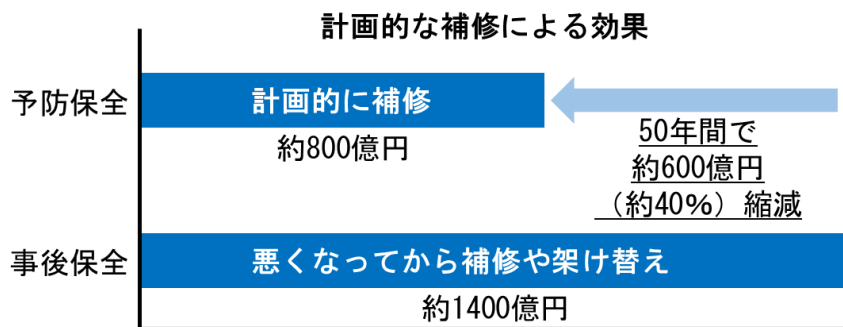 計画的な補修による効果
予防保全
計画的に補修
約800億円
50年間で
約600億円
（約40％）縮減
事後保全
悪くなってから補修や架け替え
約1400億円